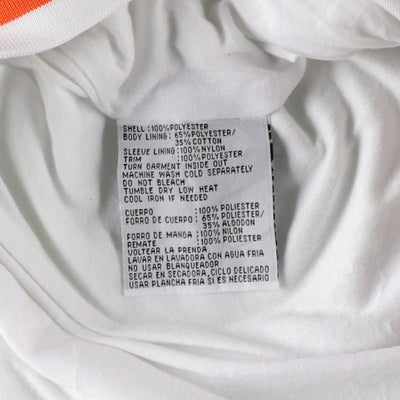 SHELL:100%POLYESTER
BODY LINING: 65%POLYESTER/
35%COTTON
SLEEVE LINING:100%NYLON
TRIM :100%POLYESTER
TURN GARMENT INSIDE OUT
MACHINE WASH COLD SEPARATELY
DO NOT BLEACH
TUMBLE DRY LOW HEAT
COOL IRON IF NEEDED
CUERPO :100%POLIESTER
FORRO DE CUERPO :65%POLIESTER/
35%ALGODON
FORRO DE MANGA :100%NILON
REMATE :100%POLIESTER
VOLTEAR LA PRENDA
LAVAR EN LAVADORA CON AGUA FRIA
NO USAR BLANQUEADOR
SECAR EN SECADORA, CICLO DELICADO
USAR PLANCHA FRIA SI ES NECESARIO